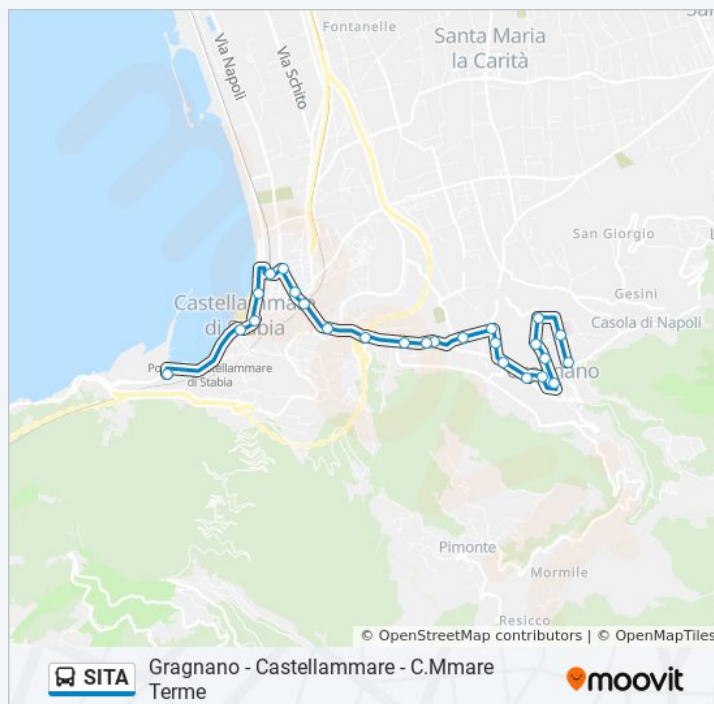 Fontanelle
Santa Maria
la Carità
Via Napoli
Via Schito
San Giorgio
Gesini
Casola di Napoli
Castellammare
di Stabia
di Stabia
Pimonte
Mormile
Resicco
© OpenStreetMap contributors | © OpenMapTiles
SITA
Gragnano - Castellammare - C.Mmare
Terme
moovit